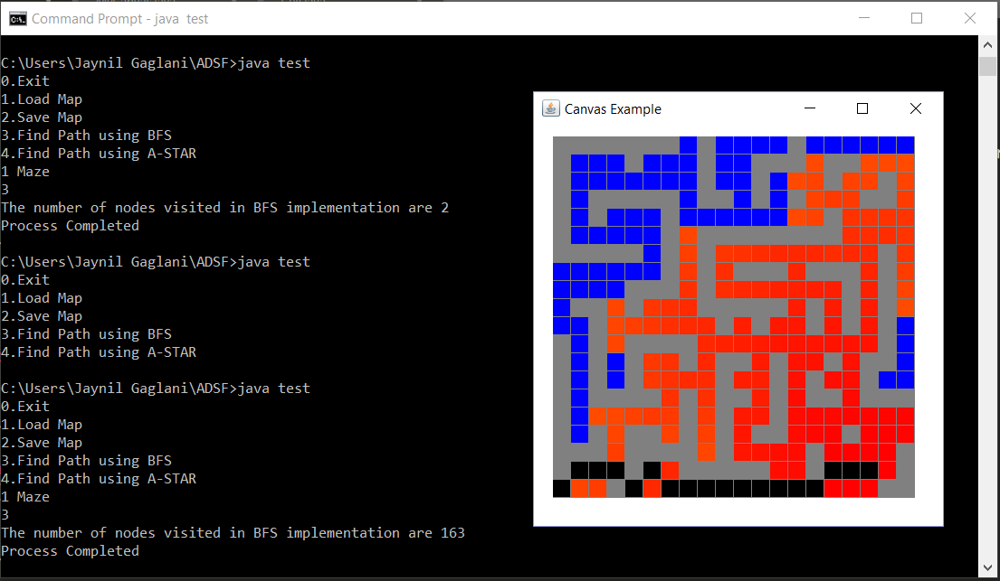 Command Prompt - java  test
C:\Users\Jaynil Gaglani\ADSF>java test
0.Exit
1.Load Map
2.Save Map
3.Find Path using BFS
4.Find Path using A-STAR
1 Maze
3
The number of nodes visited in BFS implementation are 2
Process Completed
C:\Users\Jaynil Gaglani\ADSF>java test
0.Exit
1.Load Map
2.Save Map
3.Find Path using BFS
4.Find Path using A-STAR
C:\Users\Jaynil Gaglani\ADSF>java test
0.Exit
1.Load Map
2.Save Map
3.Find Path using BFS
4.Find Path using A-STAR
1 Maze
3
The number of nodes visited in BFS implementation are 163
Process Completed
Canvas Example